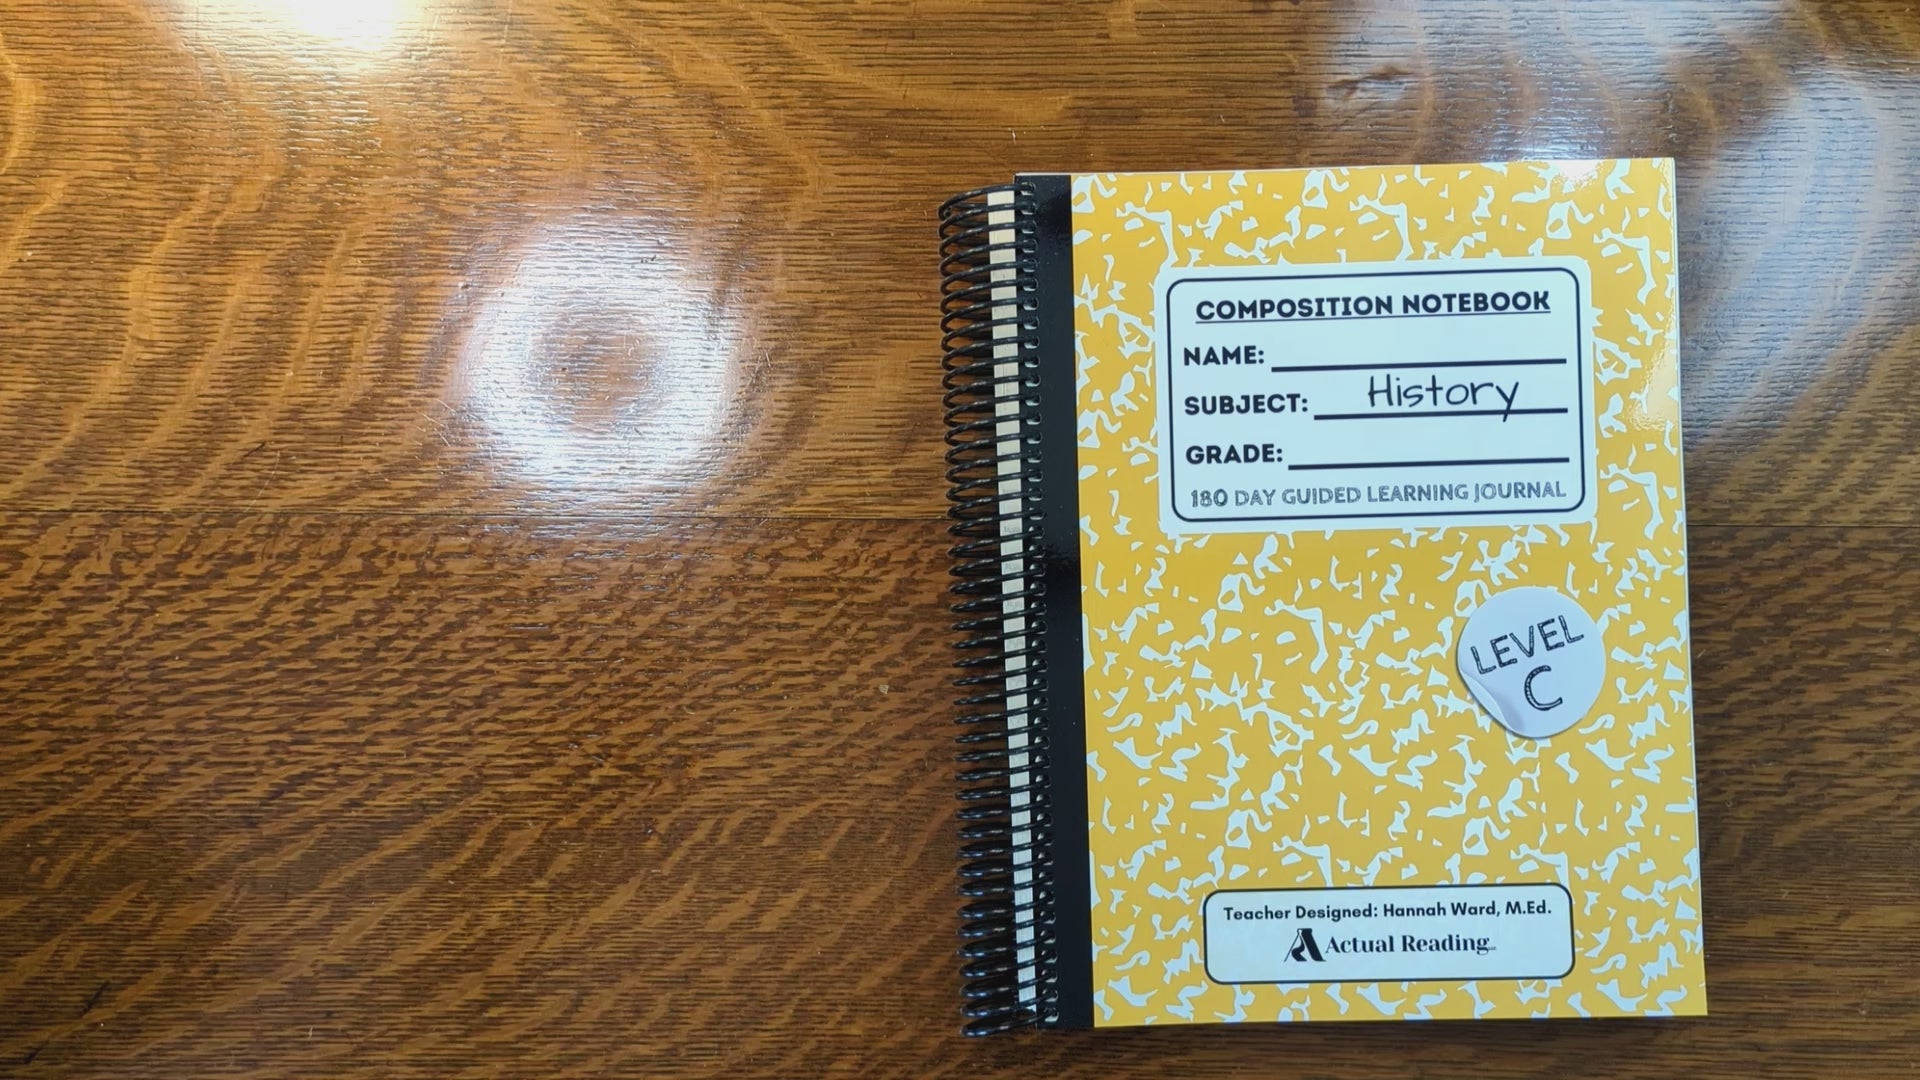 COMPOSITION NOTEBOOK
NAME:
SUBJECT: History
GRADE:
180 DAY GUIDED LEARNING JOURNAL
LEVEL
C
Teacher Designed: Hannah Ward, M.Ed.
Actual Reading